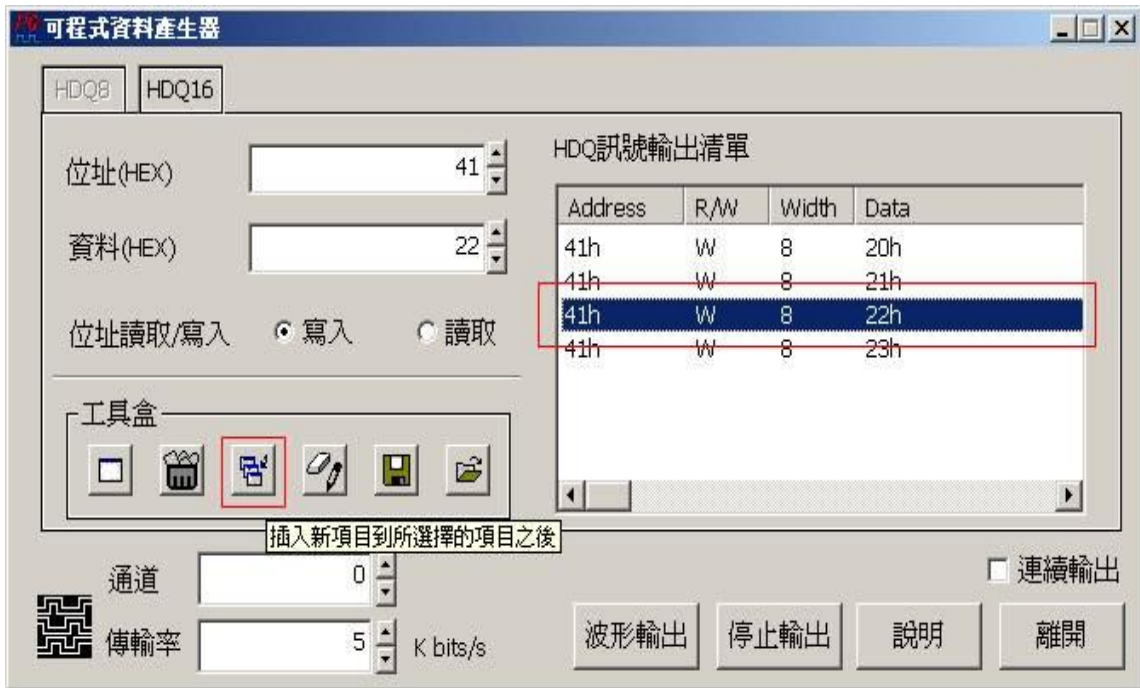 可程式資料產生器
HDQ8 HDQ16
位址(HEX) 41
資料(HEX) 22
位址讀取/寫入 寫入 讀取
工具盒
插入新項目到所選擇的項目之後
HDQ訊號輸出清單
Address R/W Width Data
41h W 8 20h
41h W 8 21h
41h W 8 22h
41h W 8 23h
通道 0
傳輸率 5 K bits/s
連續輸出
波形輸出 停止輸出 說明 離開